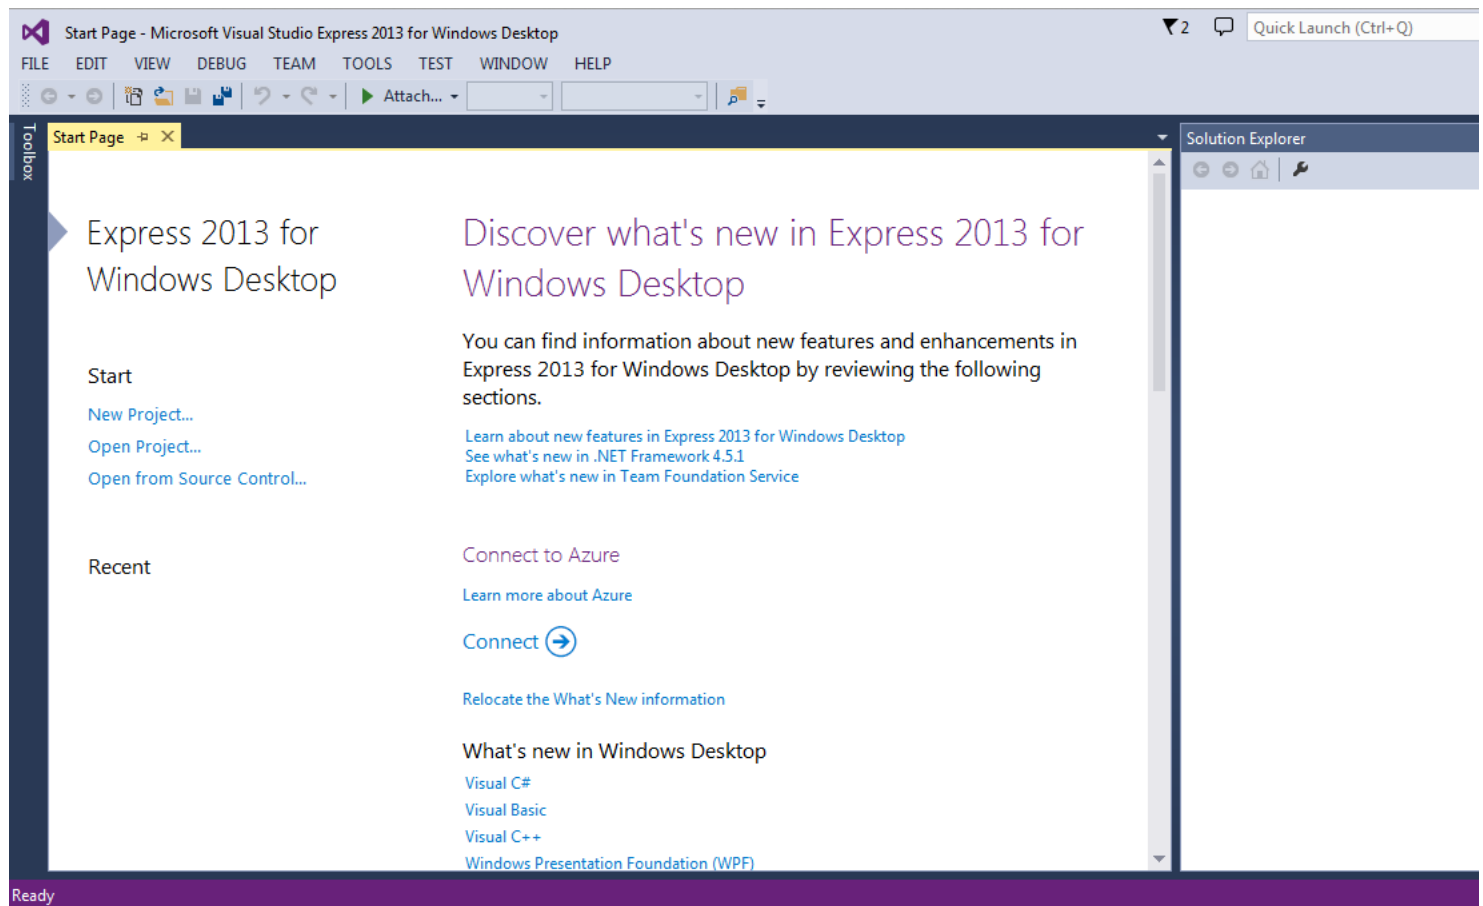 Start Page - Microsoft Visual Studio Express 2013 for Windows Desktop
2
Quick Launch (Ctrl+Q)
FILE EDIT VIEW DEBUG TEAM TOOLS TEST WINDOW HELP
Attach...
Toolbox
Start Page
Solution Explorer
Express 2013 for
Windows Desktop
Start
New Project...
Open Project...
Open from Source Control...
Recent
Discover what's new in Express 2013 for
Windows Desktop
You can find information about new features and enhancements in
Express 2013 for Windows Desktop by reviewing the following
sections.
Learn about new features in Express 2013 for Windows Desktop
See what's new in .NET Framework 4.5.1
Explore what's new in Team Foundation Service
Connect to Azure
Learn more about Azure
Connect
Relocate the What's New information
What's new in Windows Desktop
Visual C#
Visual Basic
Visual C++
Windows Presentation Foundation (WPF)
Ready